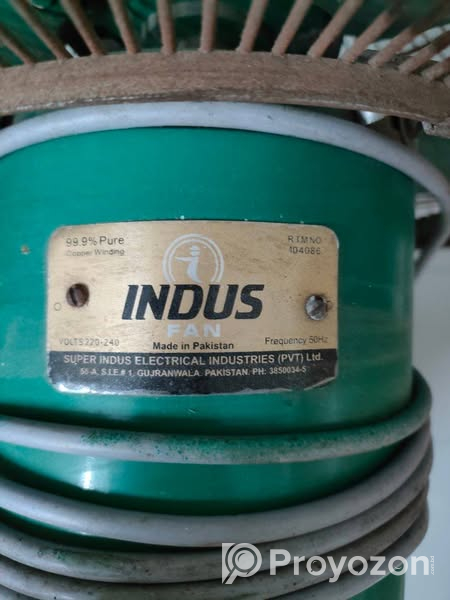 99.9% Pure
Copper Winding
R.T.M NO.
104086
INDUS
FAN
VOLTS 220-240
Made in Pakistan
Frequency 50Hz
SUPER INDUS ELECTRICAL INDUSTRIES (PVT) Ltd.
56-A, S.I.E.# 1, GUJRANWALA. PAKISTAN. PH: 3850034-5
Proyozon